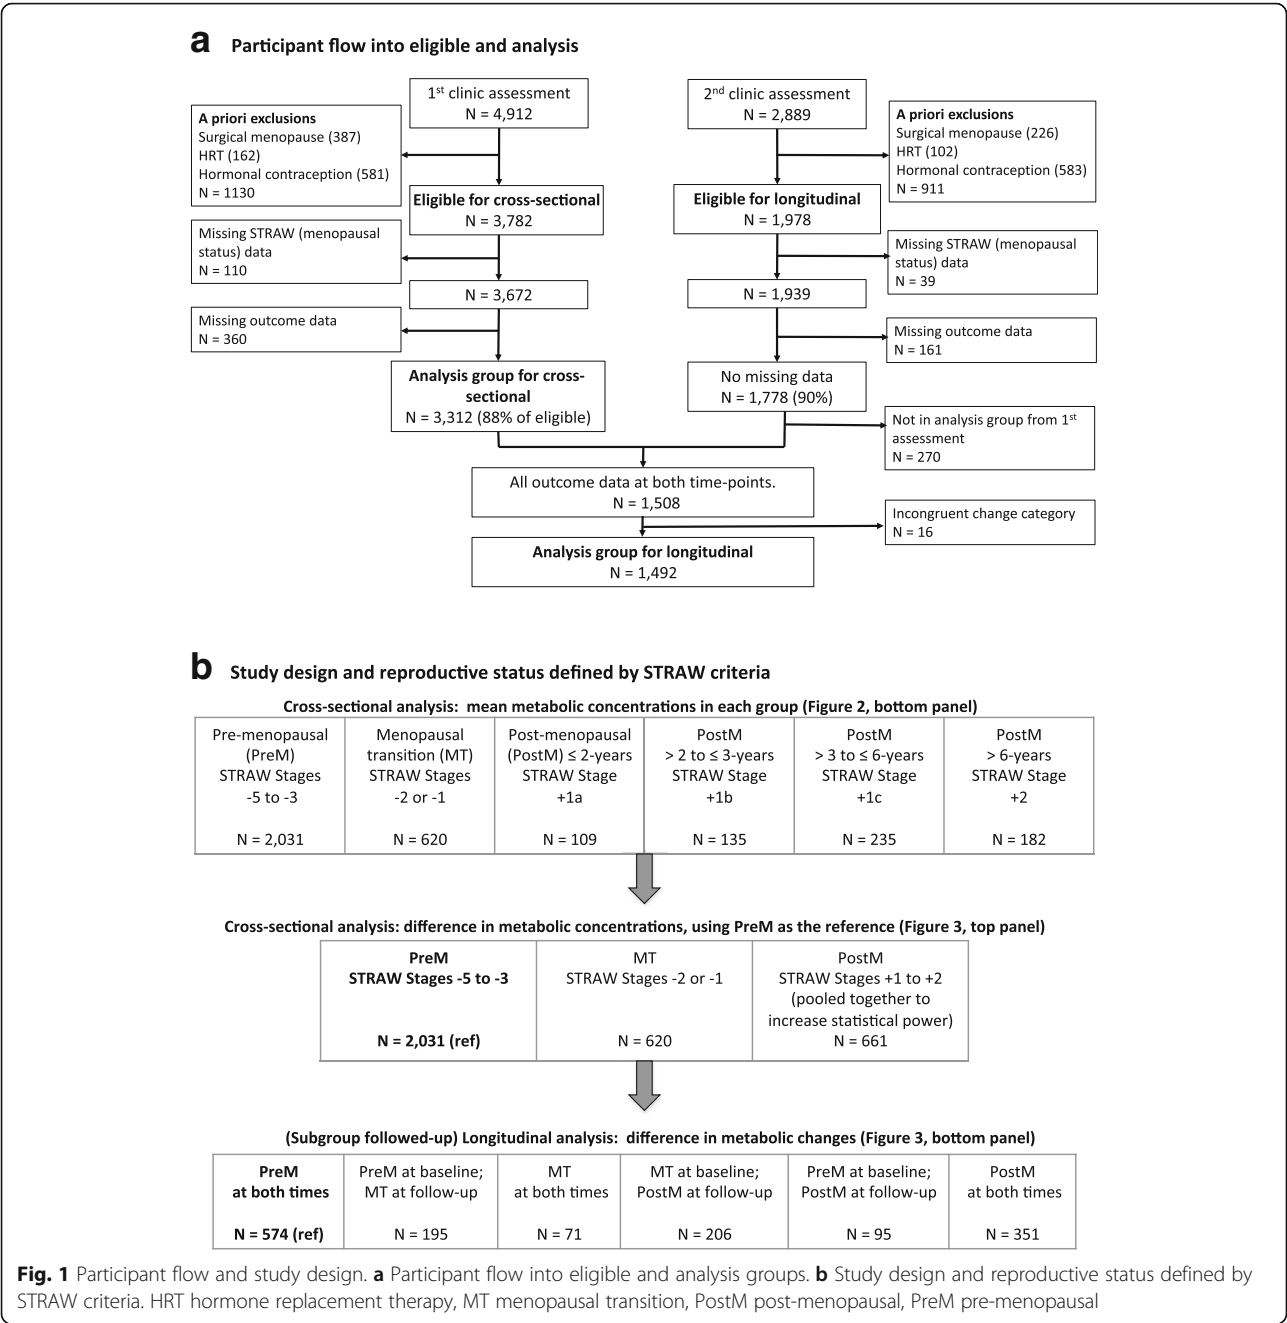 a Participant flow into eligible and analysis
1st clinic assessment
N = 4,912
A priori exclusions
Surgical menopause (387)
HRT (162)
Hormonal contraception (581)
N = 1130
Eligible for cross-sectional
N = 3,782
Missing STRAW (menopausal
status) data
N = 110
N = 3,672
Missing outcome data
N = 360
Analysis group for cross-
sectional
N = 3,312 (88% of eligible)
2nd clinic assessment
N = 2,889
A priori exclusions
Surgical menopause (226)
HRT (102)
Hormonal contraception (583)
N = 911
Eligible for longitudinal
N = 1,978
Missing STRAW (menopausal
status) data
N = 39
N = 1,939
Missing outcome data
N = 161
No missing data
N = 1,778 (90%)
Not in analysis group from 1st
assessment
N = 270
All outcome data at both time-points.
N = 1,508
Incongruent change category
N = 16
Analysis group for longitudinal
N = 1,492
b Study design and reproductive status defined by STRAW criteria
Cross-sectional analysis: mean metabolic concentrations in each group (Figure 2, bottom panel)
Pre-menopausal
(PreM)
STRAW Stages
-5 to -3
N = 2,031
Menopausal
transition (MT)
STRAW Stages
-2 or -1
N = 620
Post-menopausal
(PostM) ≤ 2-years
STRAW Stage
+1a
N = 109
PostM
> 2 to ≤ 3-years
STRAW Stage
+1b
N = 135
PostM
> 3 to ≤ 6-years
STRAW Stage
+1c
N = 235
PostM
> 6-years
STRAW Stage
+2
N = 182
Cross-sectional analysis: difference in metabolic concentrations, using PreM as the reference (Figure 3, top panel)
PreM
STRAW Stages -5 to -3
N = 2,031 (ref)
MT
STRAW Stages -2 or -1
N = 620
PostM
STRAW Stages +1 to +2
(pooled together to
increase statistical power)
N = 661
(Subgroup followed-up) Longitudinal analysis: difference in metabolic changes (Figure 3, bottom panel)
PreM
at both times
N = 574 (ref)
PreM at baseline;
MT at follow-up
N = 195
MT
at both times
N = 71
MT at baseline;
PostM at follow-up
N = 206
PreM at baseline;
PostM at follow-up
N = 95
PostM
at both times
N = 351
Fig. 1 Participant flow and study design. a Participant flow into eligible and analysis groups. b Study design and reproductive status defined by
STRAW criteria. HRT hormone replacement therapy, MT menopausal transition, PostM post-menopausal, PreM pre-menopausal